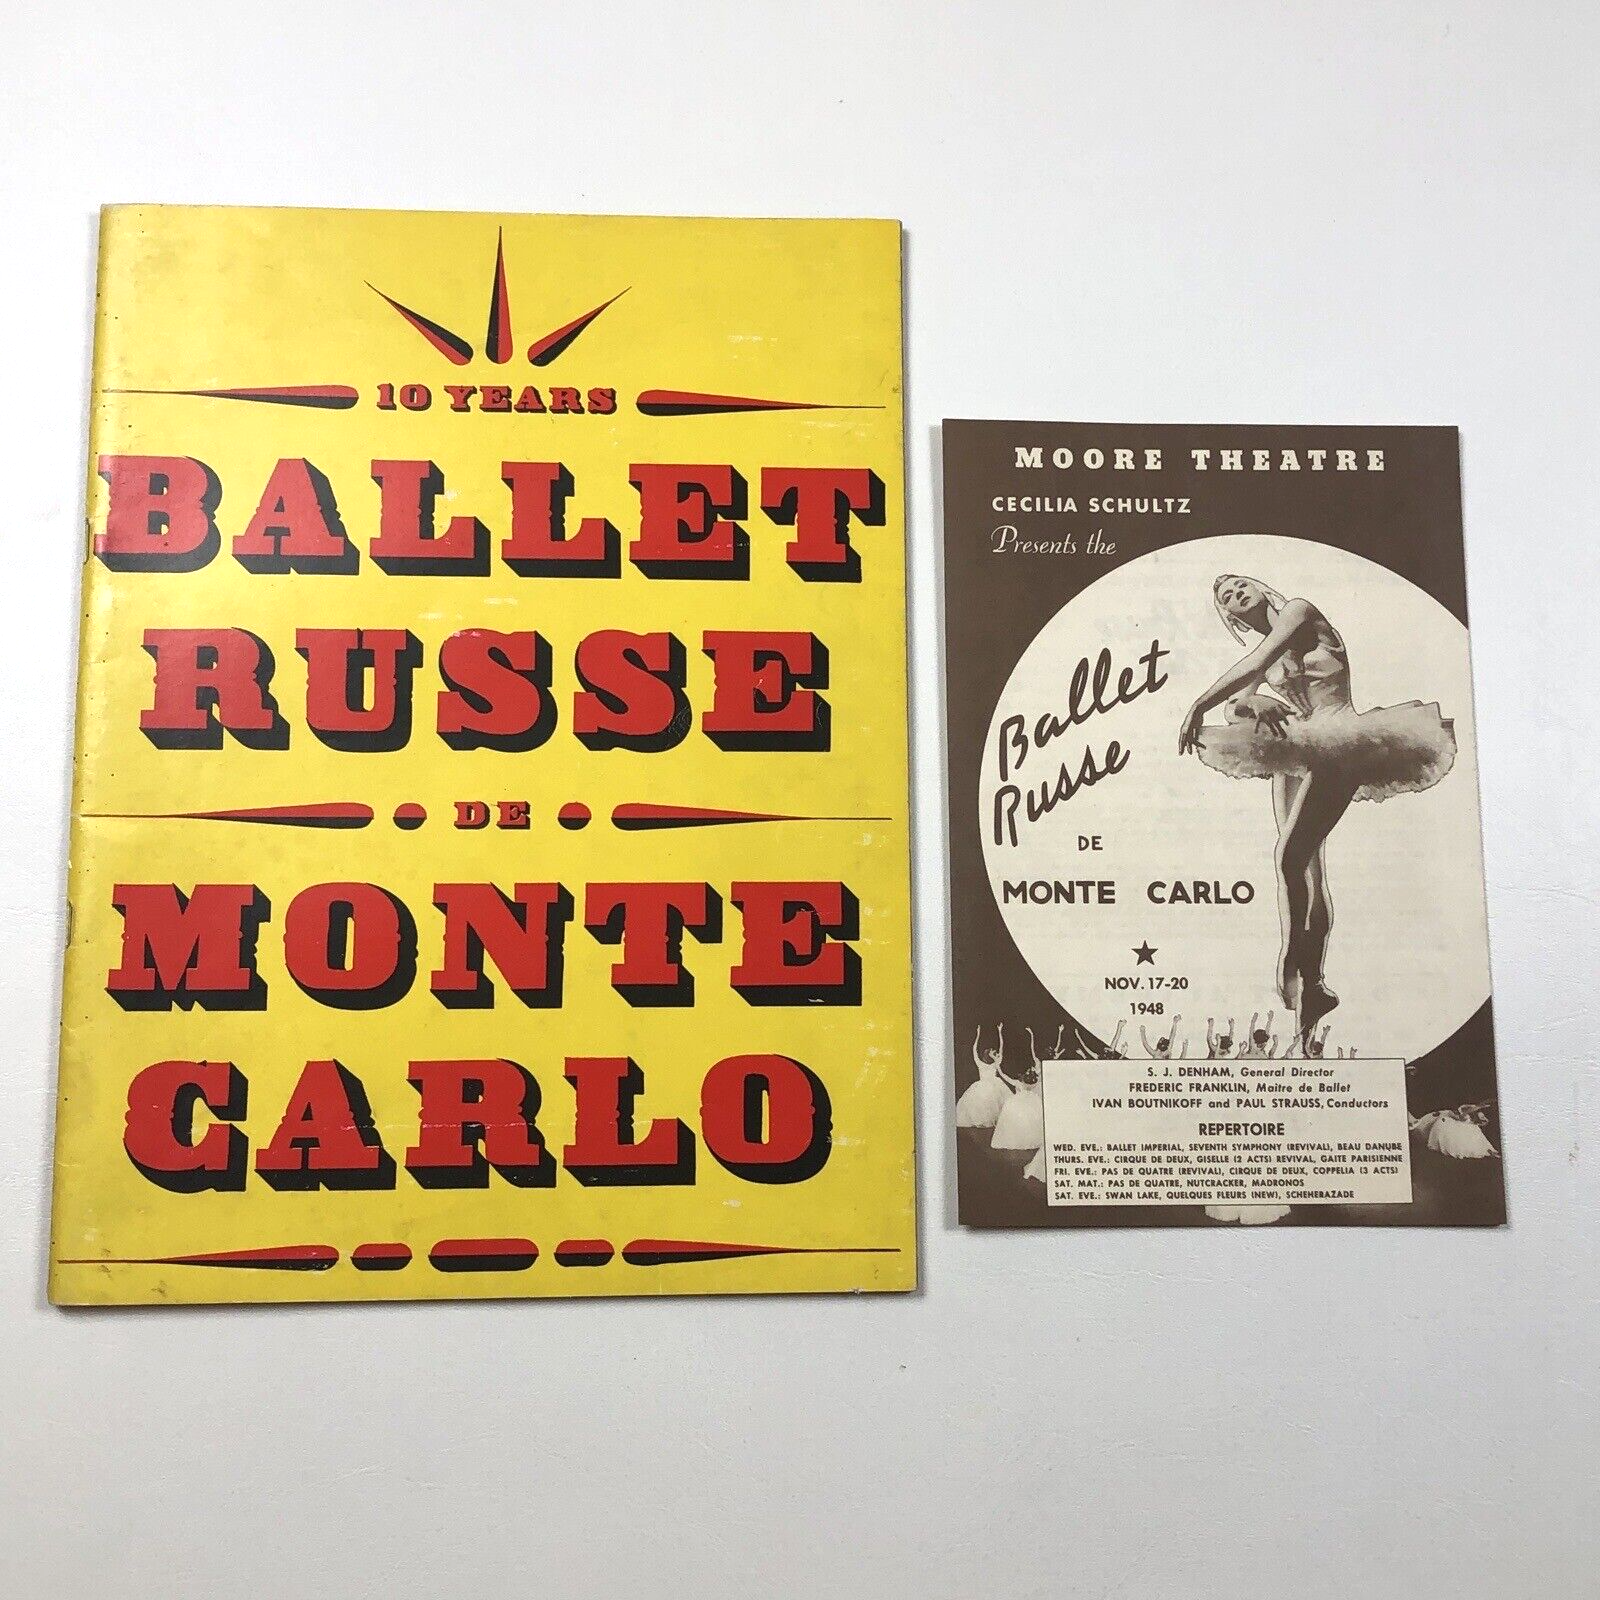 10 YEARS
BALLET
RUSSE
DE
MONTE
CARLO
MOORE THEATRE
CECILIA SCHULTZ
Presents the
Ballet
Russe
DE
MONTE CARLO
NOV. 17-20
1948
S. J. DENHAM, General Director
FREDERIC FRANKLIN, Maitre de Ballet
IVAN BOUTNIKOFF and PAUL STRAUSS, Conductors
REPERTOIRE
WED. EVE.: BALLET IMPERIAL, SEVENTH SYMPHONY (REVIVAL), BEAU DANUBE
THURS. EVE.: CIRQUE DE DEUX, GISELLE (2 ACTS) REVIVAL, GAITE PARISIENNE
FRI. EVE.: PAS DE QUATRE (REVIVAL), CIRQUE DE DEUX, COPPELIA (3 ACTS)
SAT. MAT.: PAS DE QUATRE, NUTCRACKER, MADRONOS
SAT. EVE.: SWAN LAKE, QUELQUES FLEURS (NEW), SCHEHERAZADE